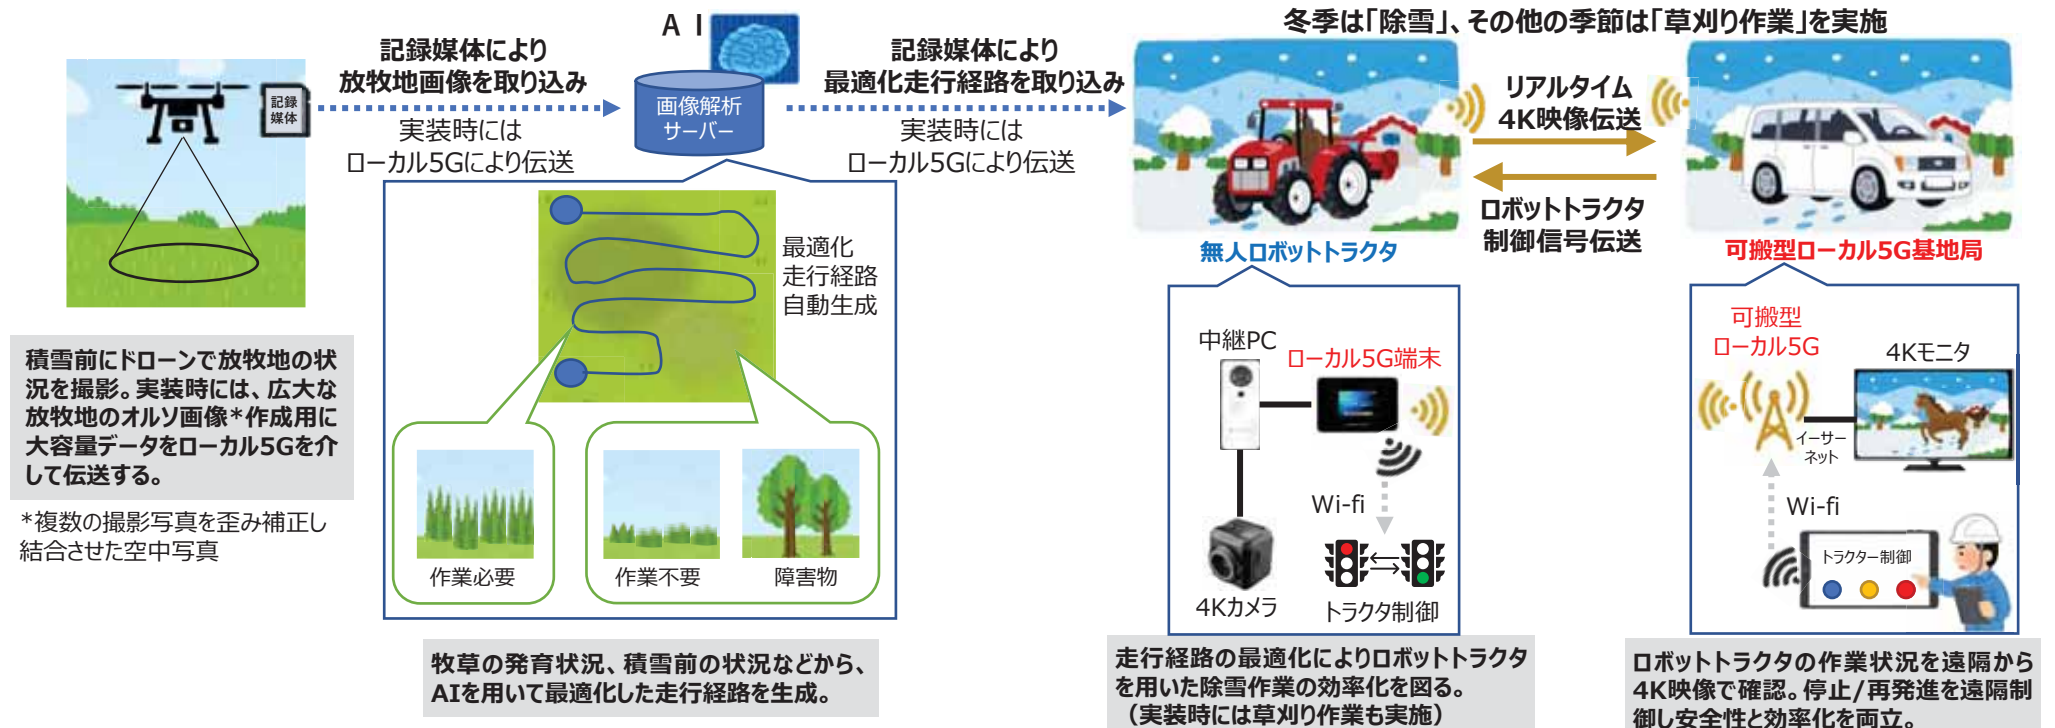 冬季は「除雪」、その他の季節は「草刈り作業」を実施
記録
媒体
記録媒体により
放牧地画像を取り込み
実装時には
ローカル5Gにより伝送
AI
画像解析
サーバー
記録媒体により
最適化走行経路を取り込み
実装時には
ローカル5Gにより伝送
リアルタイム
4K映像伝送
ロボットトラクタ
制御信号伝送
無人ロボットトラクタ
可搬型ローカル5G基地局
積雪前にドローンで放牧地の状
況を撮影。実装時には、広大な
放牧地のオルソ画像*作成用に
大容量データをローカル5Gを介
して伝送する。
*複数の撮影写真を歪み補正し
結合させた空中写真
最適化
走行経路
自動生成
作業必要
作業不要
障害物
牧草の発育状況、積雪前の状況などから、
AIを用いて最適化した走行経路を生成。
中継PC
ローカル5G端末
Wi-fi
4Kカメラ
トラクタ制御
走行経路の最適化によりロボットトラクタ
を用いた除雪作業の効率化を図る。
（実装時には草刈り作業も実施）
可搬型
ローカル5G
4Kモニタ
イーサー
ネット
Wi-fi
トラクター制御
ロボットトラクタの作業状況を遠隔から
4K映像で確認。停止/再発進を遠隔制
御し安全性と効率化を両立。